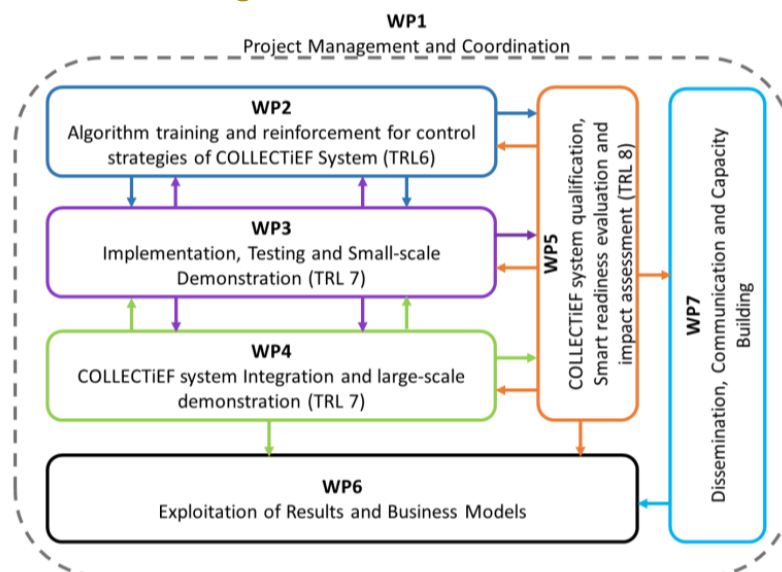 WP1
Project Management and Coordination
WP2
Algorithm training and reinforcement for control
strategies of COLLECTiEF System (TRL6)
WP3
Implementation, Testing and Small-scale
Demonstration (TRL 7)
WP4
COLLECTiEF system Integration and large-scale
demonstration (TRL 7)
WP5
COLLECTiEF system qualification,
Smart readiness evaluation and
impact assessment (TRL 8)
WP7
Dissemination, Communication and Capacity
Building
WP6
Exploitation of Results and Business Models